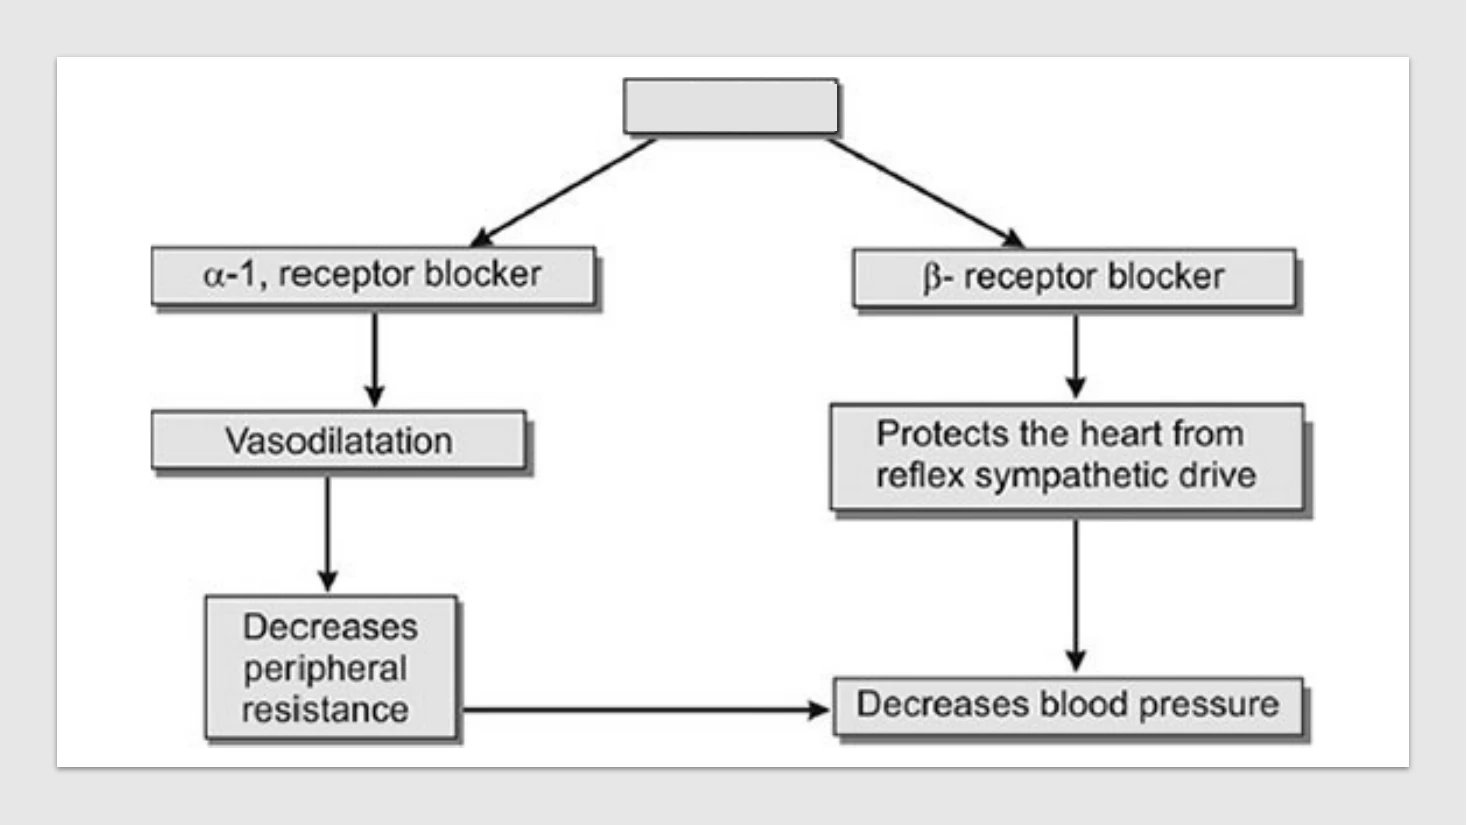 α-1, receptor blocker
β- receptor blocker
Vasodilatation
Protects the heart from
reflex sympathetic drive
Decreases
peripheral
resistance
Decreases blood pressure